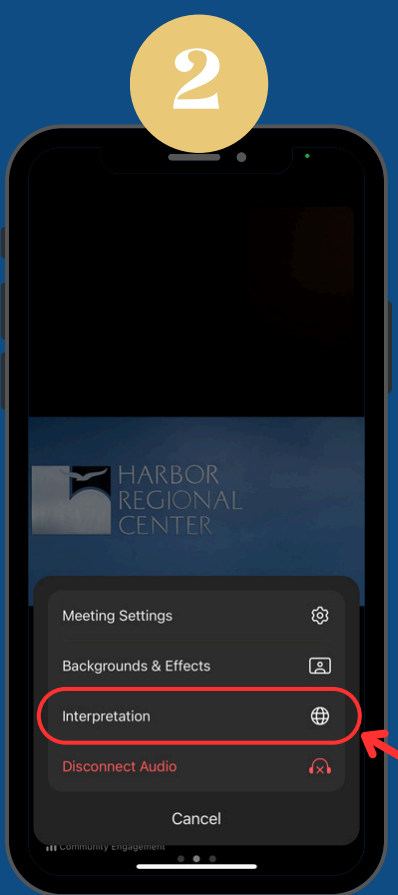 2
HARBOR
REGIONAL
CENTER
Meeting Settings
Backgrounds & Effects
Interpretation
Disconnect Audio
Cancel
Community Engagement